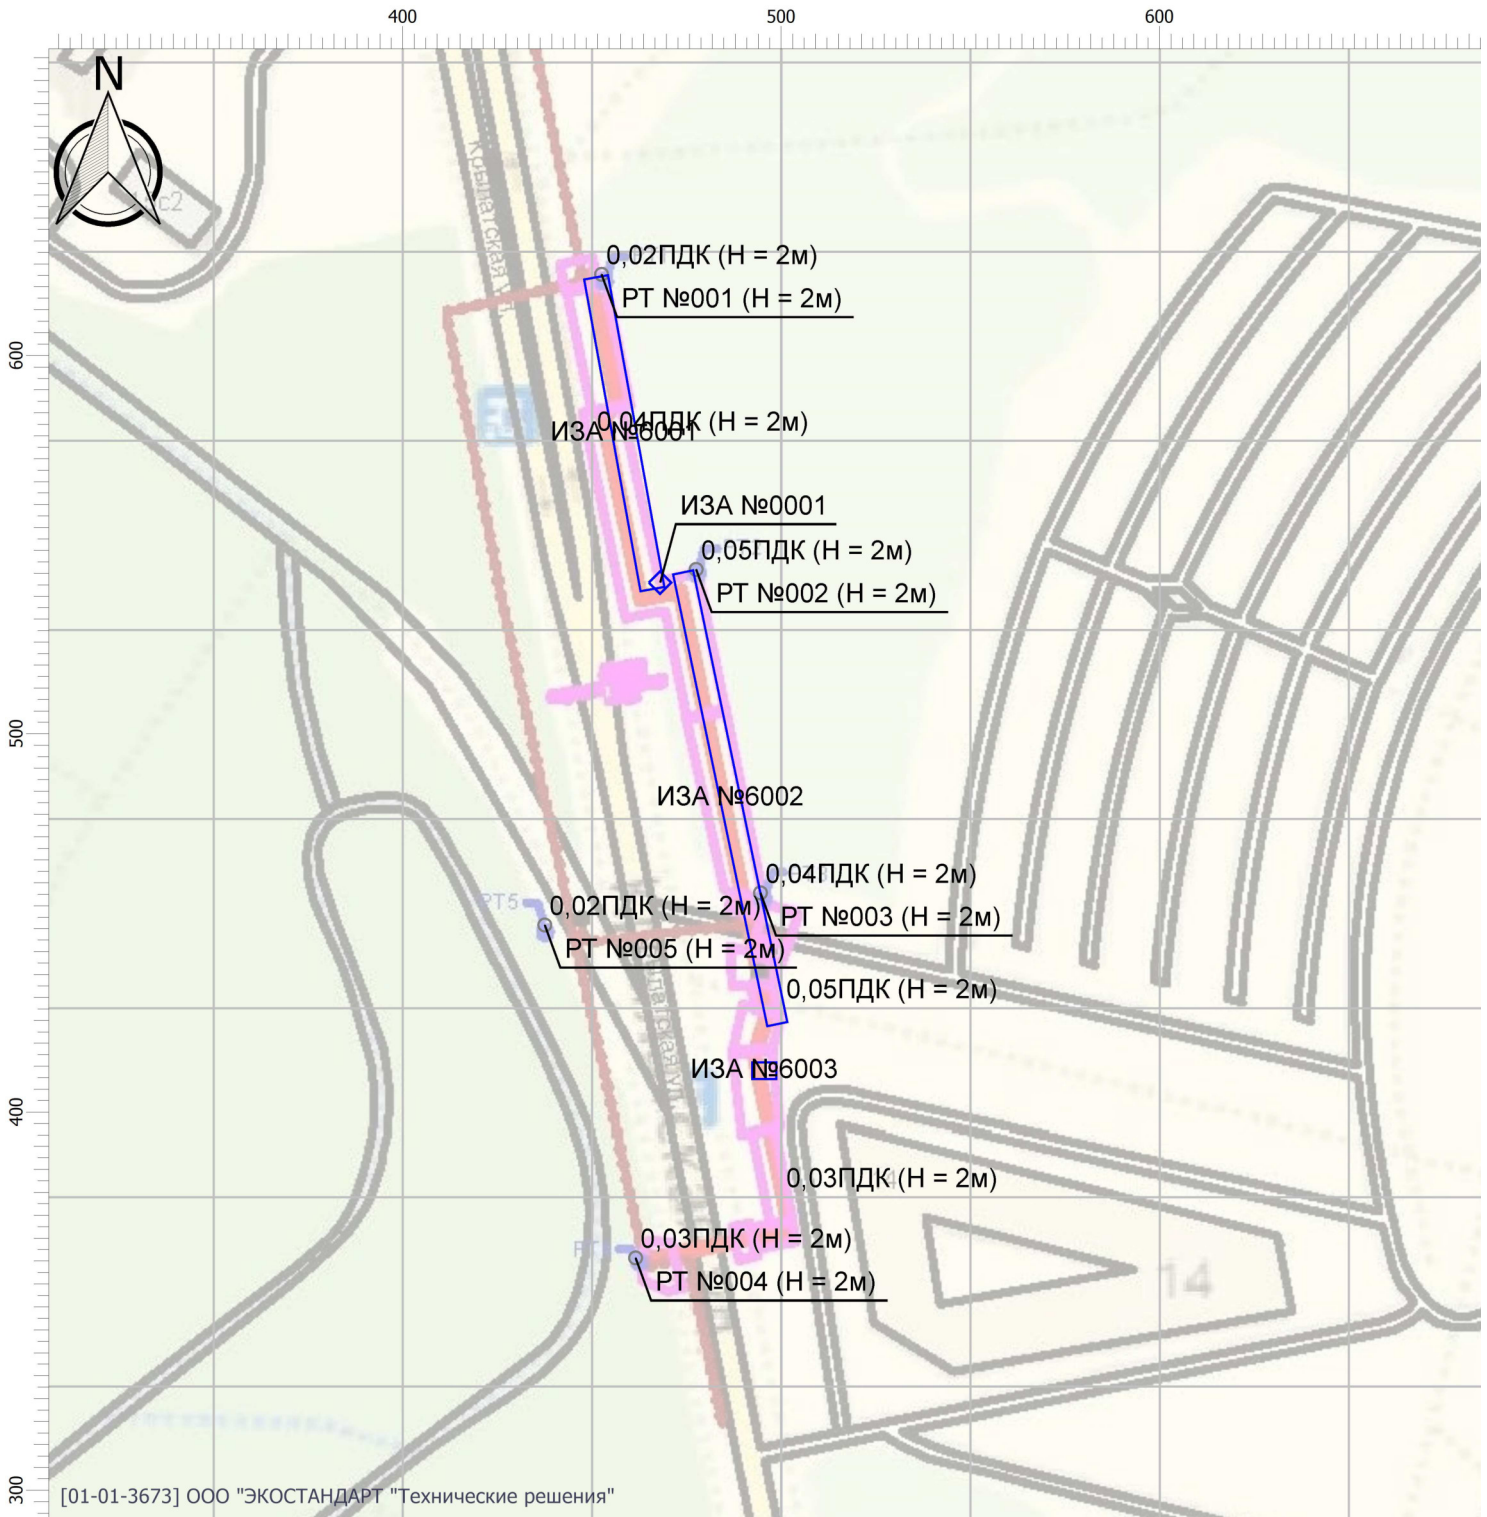 400
500
600
N
с2
Крылатская ул.
0,02ПДК (Н = 2м)
РТ №001 (Н = 2м)
600
0,04ПДК (Н = 2м)
ИЗА №6001
ИЗА №0001
0,05ПДК (Н = 2м)
РТ №002 (Н = 2м)
500
ИЗА №6002
0,04ПДК (Н = 2м)
РТ5
0,02ПДК (Н = 2м)
РТ №003 (Н = 2м)
РТ №005 (Н = 2м)
0,05ПДК (Н = 2м)
ИЗА №6003
400
0,03ПДК (Н = 2м)
0,03ПДК (Н = 2м)
РТ №004 (Н = 2м)
14
300
[01-01-3673] ООО "ЭКОСТАНДАРТ "Технические решения"